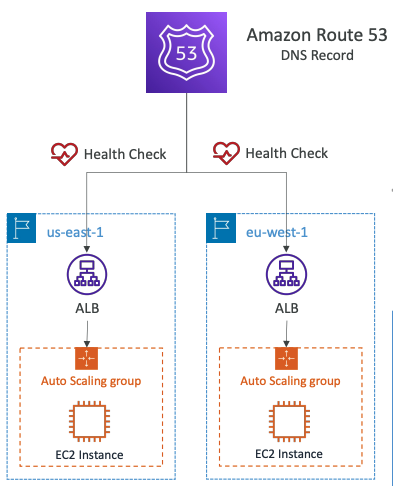 53
Amazon Route 53
DNS Record
Health Check
Health Check
us-east-1
eu-west-1
ALB
ALB
Auto Scaling group
Auto Scaling group
EC2 Instance
EC2 Instance